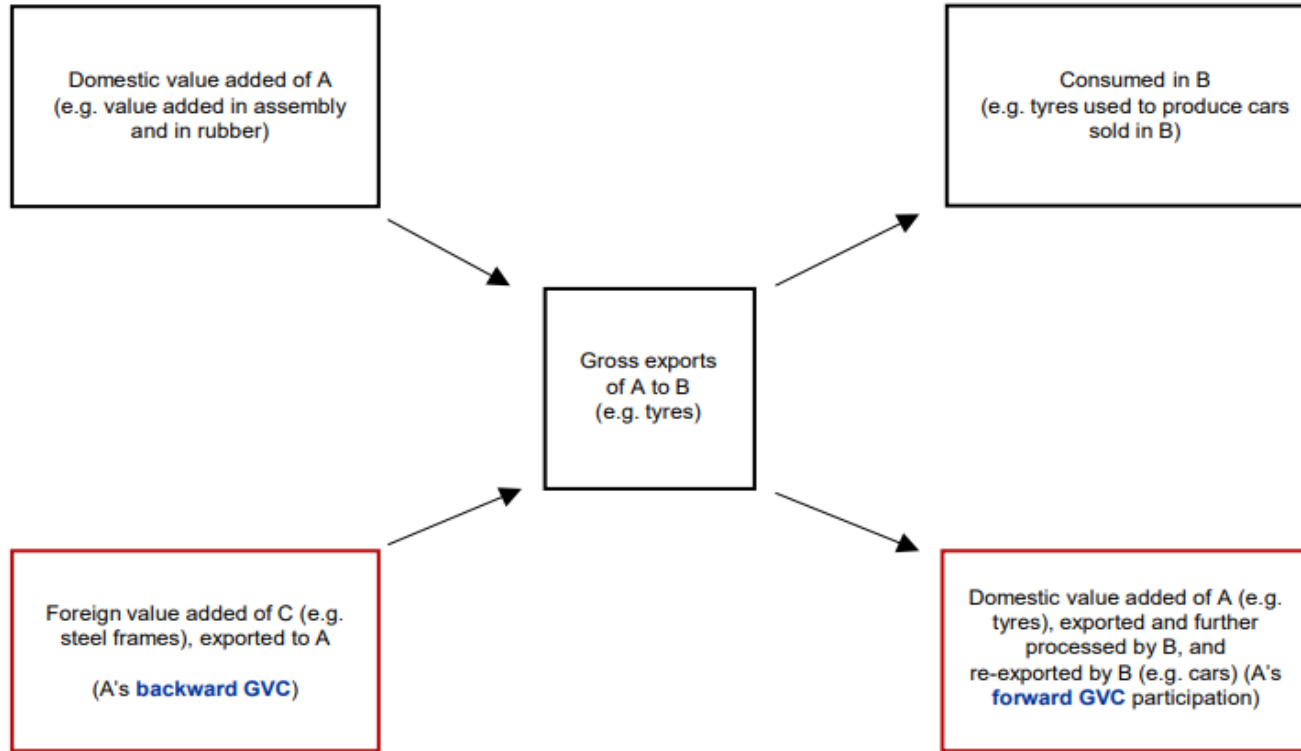 Domestic value added of A
(e.g. value added in assembly
and in rubber)
Consumed in B
(e.g. tyres used to produce cars
sold in B)
Gross exports
of A to B
(e.g. tyres)
Foreign value added of C (e.g.
steel frames), exported to A
(A's backward GVC)
Domestic value added of A (e.g.
tyres), exported and further
processed by B, and
re-exported by B (e.g. cars) (A's
forward GVC participation)